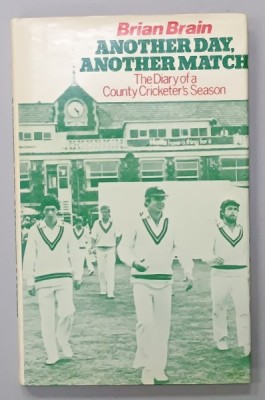 Brian Brain
ANOTHER DAY,
ANOTHER MATCH
The Diary of a
County Cricketer's Season